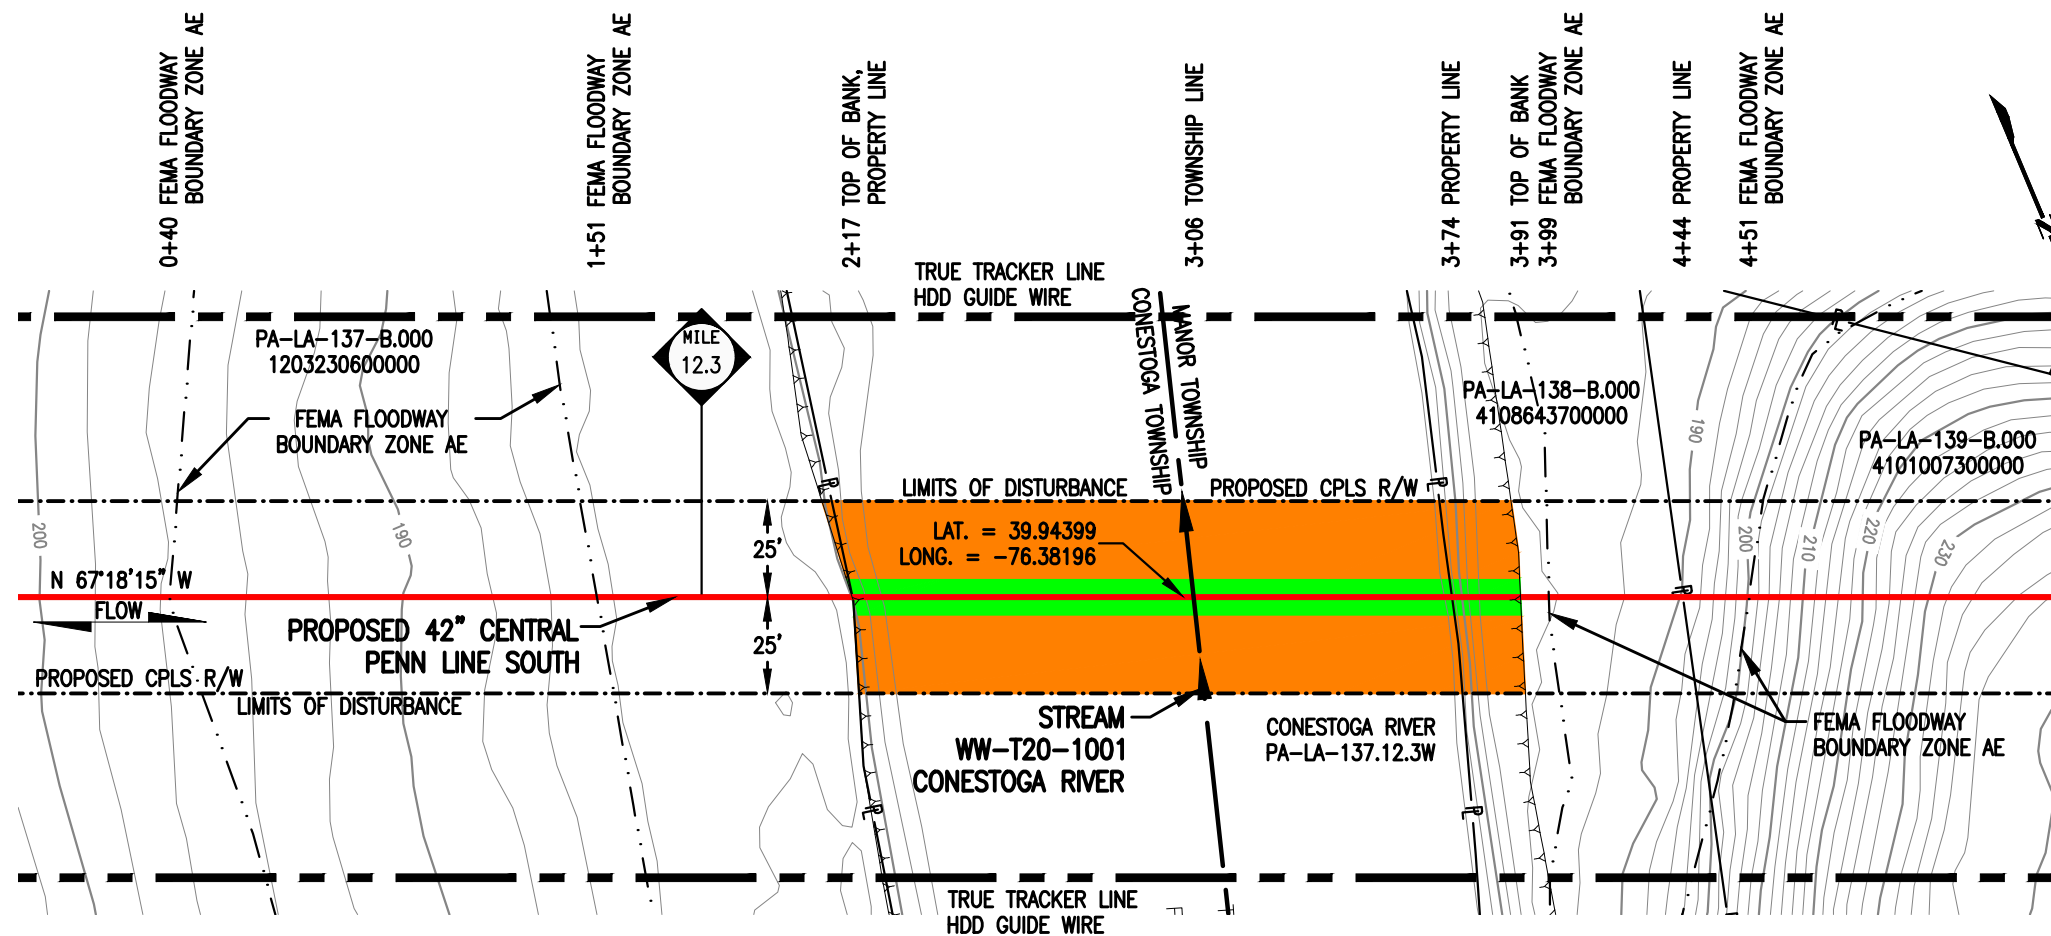 0+40 FEMA FLOODWAY
BOUNDARY ZONE AE
1+51 FEMA FLOODWAY
BOUNDARY ZONE AE
2+17 TOP OF BANK,
PROPERTY LINE
3+06 TOWNSHIP LINE
3+74 PROPERTY LINE
3+91 TOP OF BANK
3+99 FEMA FLOODWAY
BOUNDARY ZONE AE
4+44 PROPERTY LINE
4+51 FEMA FLOODWAY
BOUNDARY ZONE AE
TRUE TRACKER LINE
HDD GUIDE WIRE
PA-LA-137-B.000
1203230600000
MILE
12.3
CONESTOGA TOWNSHIP
MANOR TOWNSHIP
PA-LA-138-B.000
4108643700000
FEMA FLOODWAY
BOUNDARY ZONE AE
190
PA-LA-139-B.000
4101007300000
LIMITS OF DISTURBANCE
PROPOSED CPLS R/W
200
190
25'
LAT. = 39.94399
LONG. = -76.38196
200
210
220
230
N 67°18'15" W
FLOW
PROPOSED 42" CENTRAL
PENN LINE SOUTH
25'
PROPOSED CPLS R/W
LIMITS OF DISTURBANCE
STREAM
WW-T20-1001
CONESTOGA RIVER
CONESTOGA RIVER
PA-LA-137.12.3W
FEMA FLOODWAY
BOUNDARY ZONE AE
TRUE TRACKER LINE
HDD GUIDE WIRE